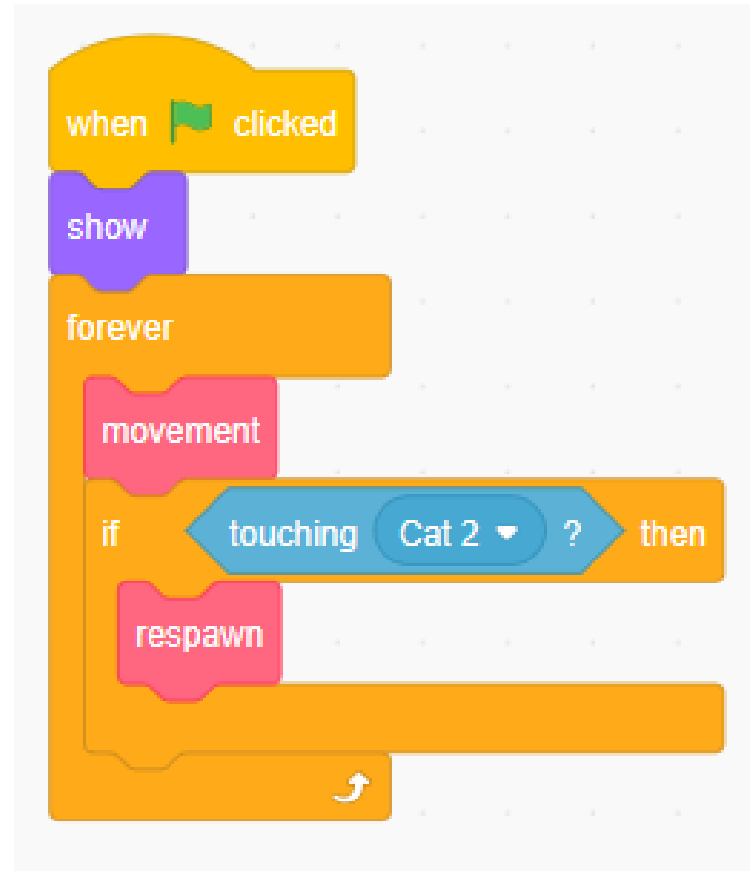 when clicked
show
forever
movement
if touching Cat 2 ? then
respawn